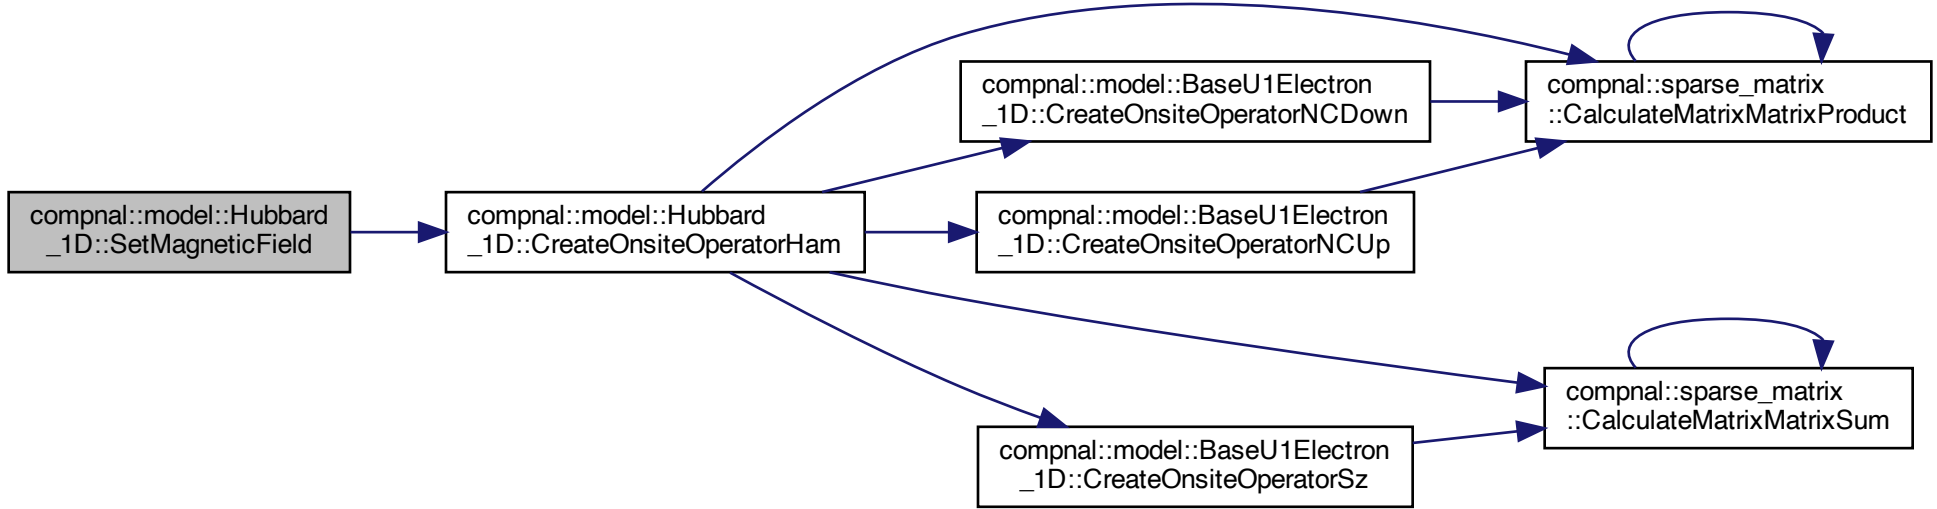 compnal::model::Hubbard
_1D::SetMagneticField
compnal::model::Hubbard
_1D::CreateOnsiteOperatorHam
compnal::model::BaseU1Electron
_1D::CreateOnsiteOperatorNCDown
compnal::model::BaseU1Electron
_1D::CreateOnsiteOperatorNCUp
compnal::model::BaseU1Electron
_1D::CreateOnsiteOperatorSz
compnal::sparse_matrix
::CalculateMatrixMatrixProduct
compnal::sparse_matrix
::CalculateMatrixMatrixSum